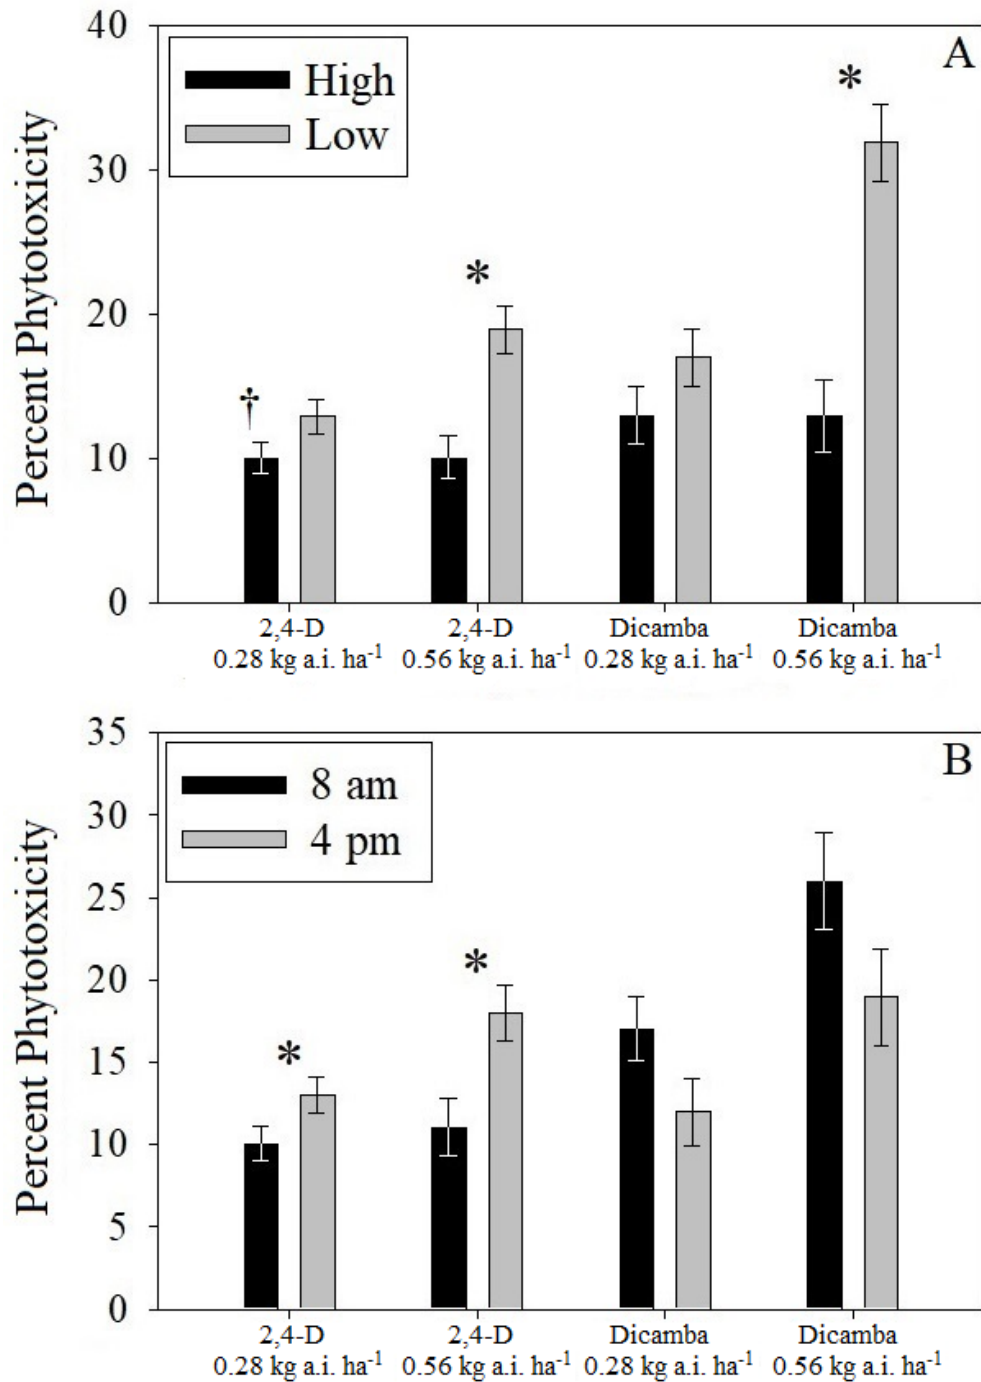 40
A
High
Low
*
30
*
20
†
10
0
Percent Phytotoxicity
2,4-D 2,4-D Dicamba Dicamba
0.28 kg a.i. ha⁻¹ 0.56 kg a.i. ha⁻¹ 0.28 kg a.i. ha⁻¹ 0.56 kg a.i. ha⁻¹
35
B
8 am
4 pm
30
25
*
20
*
15
10
5
0
Percent Phytotoxicity
2,4-D 2,4-D Dicamba Dicamba
0.28 kg a.i. ha⁻¹ 0.56 kg a.i. ha⁻¹ 0.28 kg a.i. ha⁻¹ 0.56 kg a.i. ha⁻¹